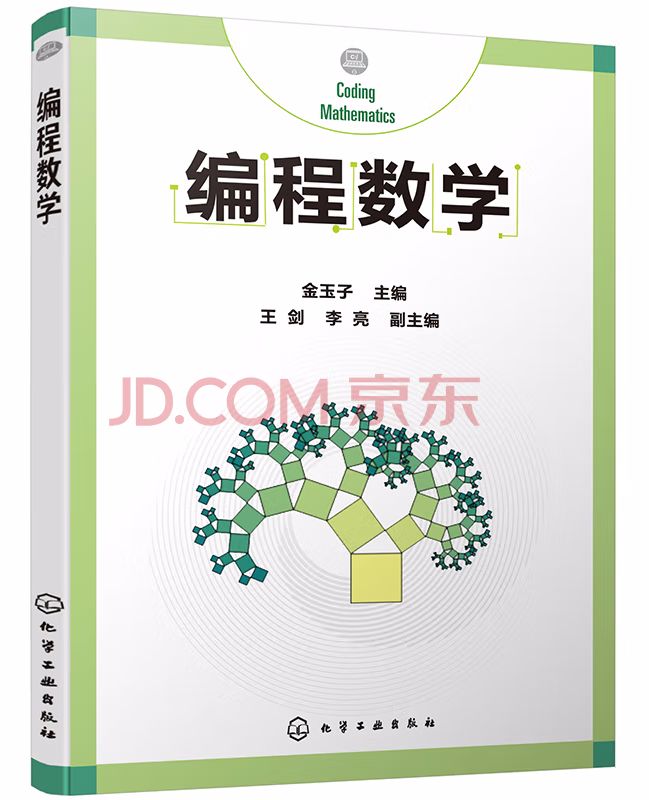 Coding
Mathematics
编程数学
金玉子 主编
王剑 李亮 副主编
JD.COM 京东
化学工业出版社
编程数学
化学工业出版社